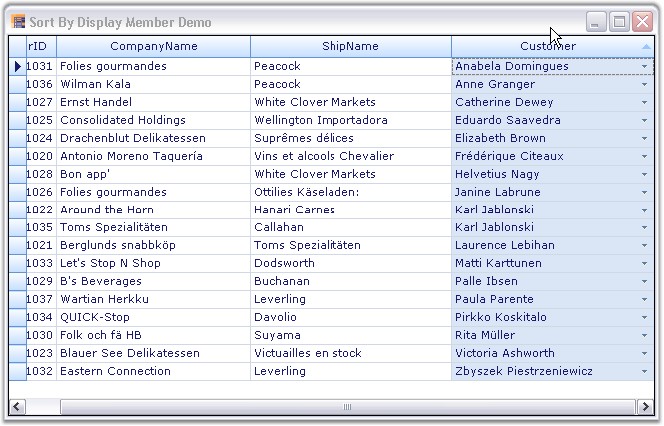 Sort By Display Member Demo
rID CompanyName ShipName Customer
1031 Folies gourmandes Peacock Anabela Domingues
1036 Wilman Kala Peacock Anne Granger
1027 Ernst Handel White Clover Markets Catherine Dewey
1025 Consolidated Holdings Wellington Importadora Eduardo Saavedra
1024 Drachenblut Delikatessen Suprêmes délices Elizabeth Brown
1020 Antonio Moreno Taquería Vins et alcools Chevalier Frédérique Citeaux
1028 Bon app' White Clover Markets Helvetius Nagy
1026 Folies gourmandes Ottilies Käseladen: Janine Labrune
1022 Around the Horn Hanari Carnes Karl Jablonski
1035 Toms Spezialitäten Callahan Karl Jablonski
1021 Berglunds snabbköp Toms Spezialitäten Laurence Lebihan
1033 Let's Stop N Shop Dodsworth Matti Karttunen
1029 B's Beverages Buchanan Palle Ibsen
1037 Wartian Herkku Leverling Paula Parente
1034 QUICK-Stop Davolio Pirkko Koskitalo
1030 Folk och fä HB Suyama Rita Müller
1023 Blauer See Delikatessen Victuailles en stock Victoria Ashworth
1032 Eastern Connection Leverling Zbyszek Piestrzeniewicz